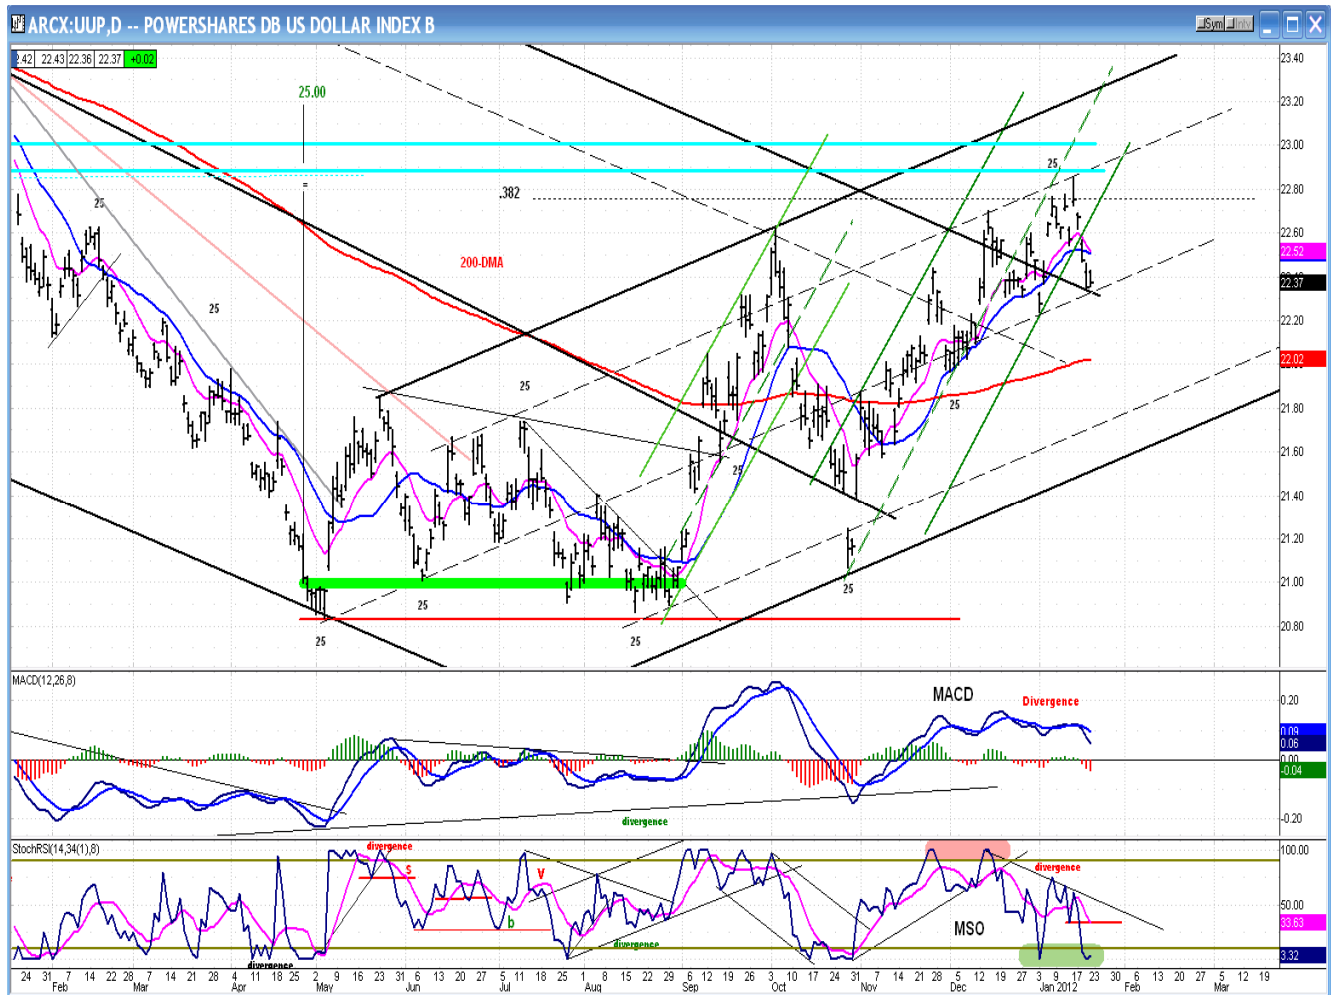 ARCX:UUP,D -- POWERSHARES DB US DOLLAR INDEX B
Sym
Intv
2.42 22.43 22.36 22.37 +0.02
25.00
=
.382
200-DMA
25
25
25
25
25
25
25
25
25
25
23.40
23.20
23.00
22.80
22.60
22.52
22.37
22.20
22.02
21.80
21.60
21.40
21.20
21.00
20.80
MACD(12,26,8)
MACD
Divergence
divergence
0.20
0.09
0.06
0.00
-0.04
-0.20
StochRSI(14,34(1),8)
divergence
S
V
b
divergence
divergence
MSO
divergence
100.00
50.00
33.63
3.32
24 31 7 14 22 28 7 14 21 28 4 11 18 25 2 9 16 23 31 6 13 20 27 5 11 18 25 1 8 15 22 29 6 12 19 26 3 10 17 24 31 7 14 21 28 5 12 19 27 3 9 17 23 30 6 13 20 27 5 12 19
Feb Mar Apr May Jun Jul Aug Sep Oct Nov Dec Jan 2012 Feb Mar